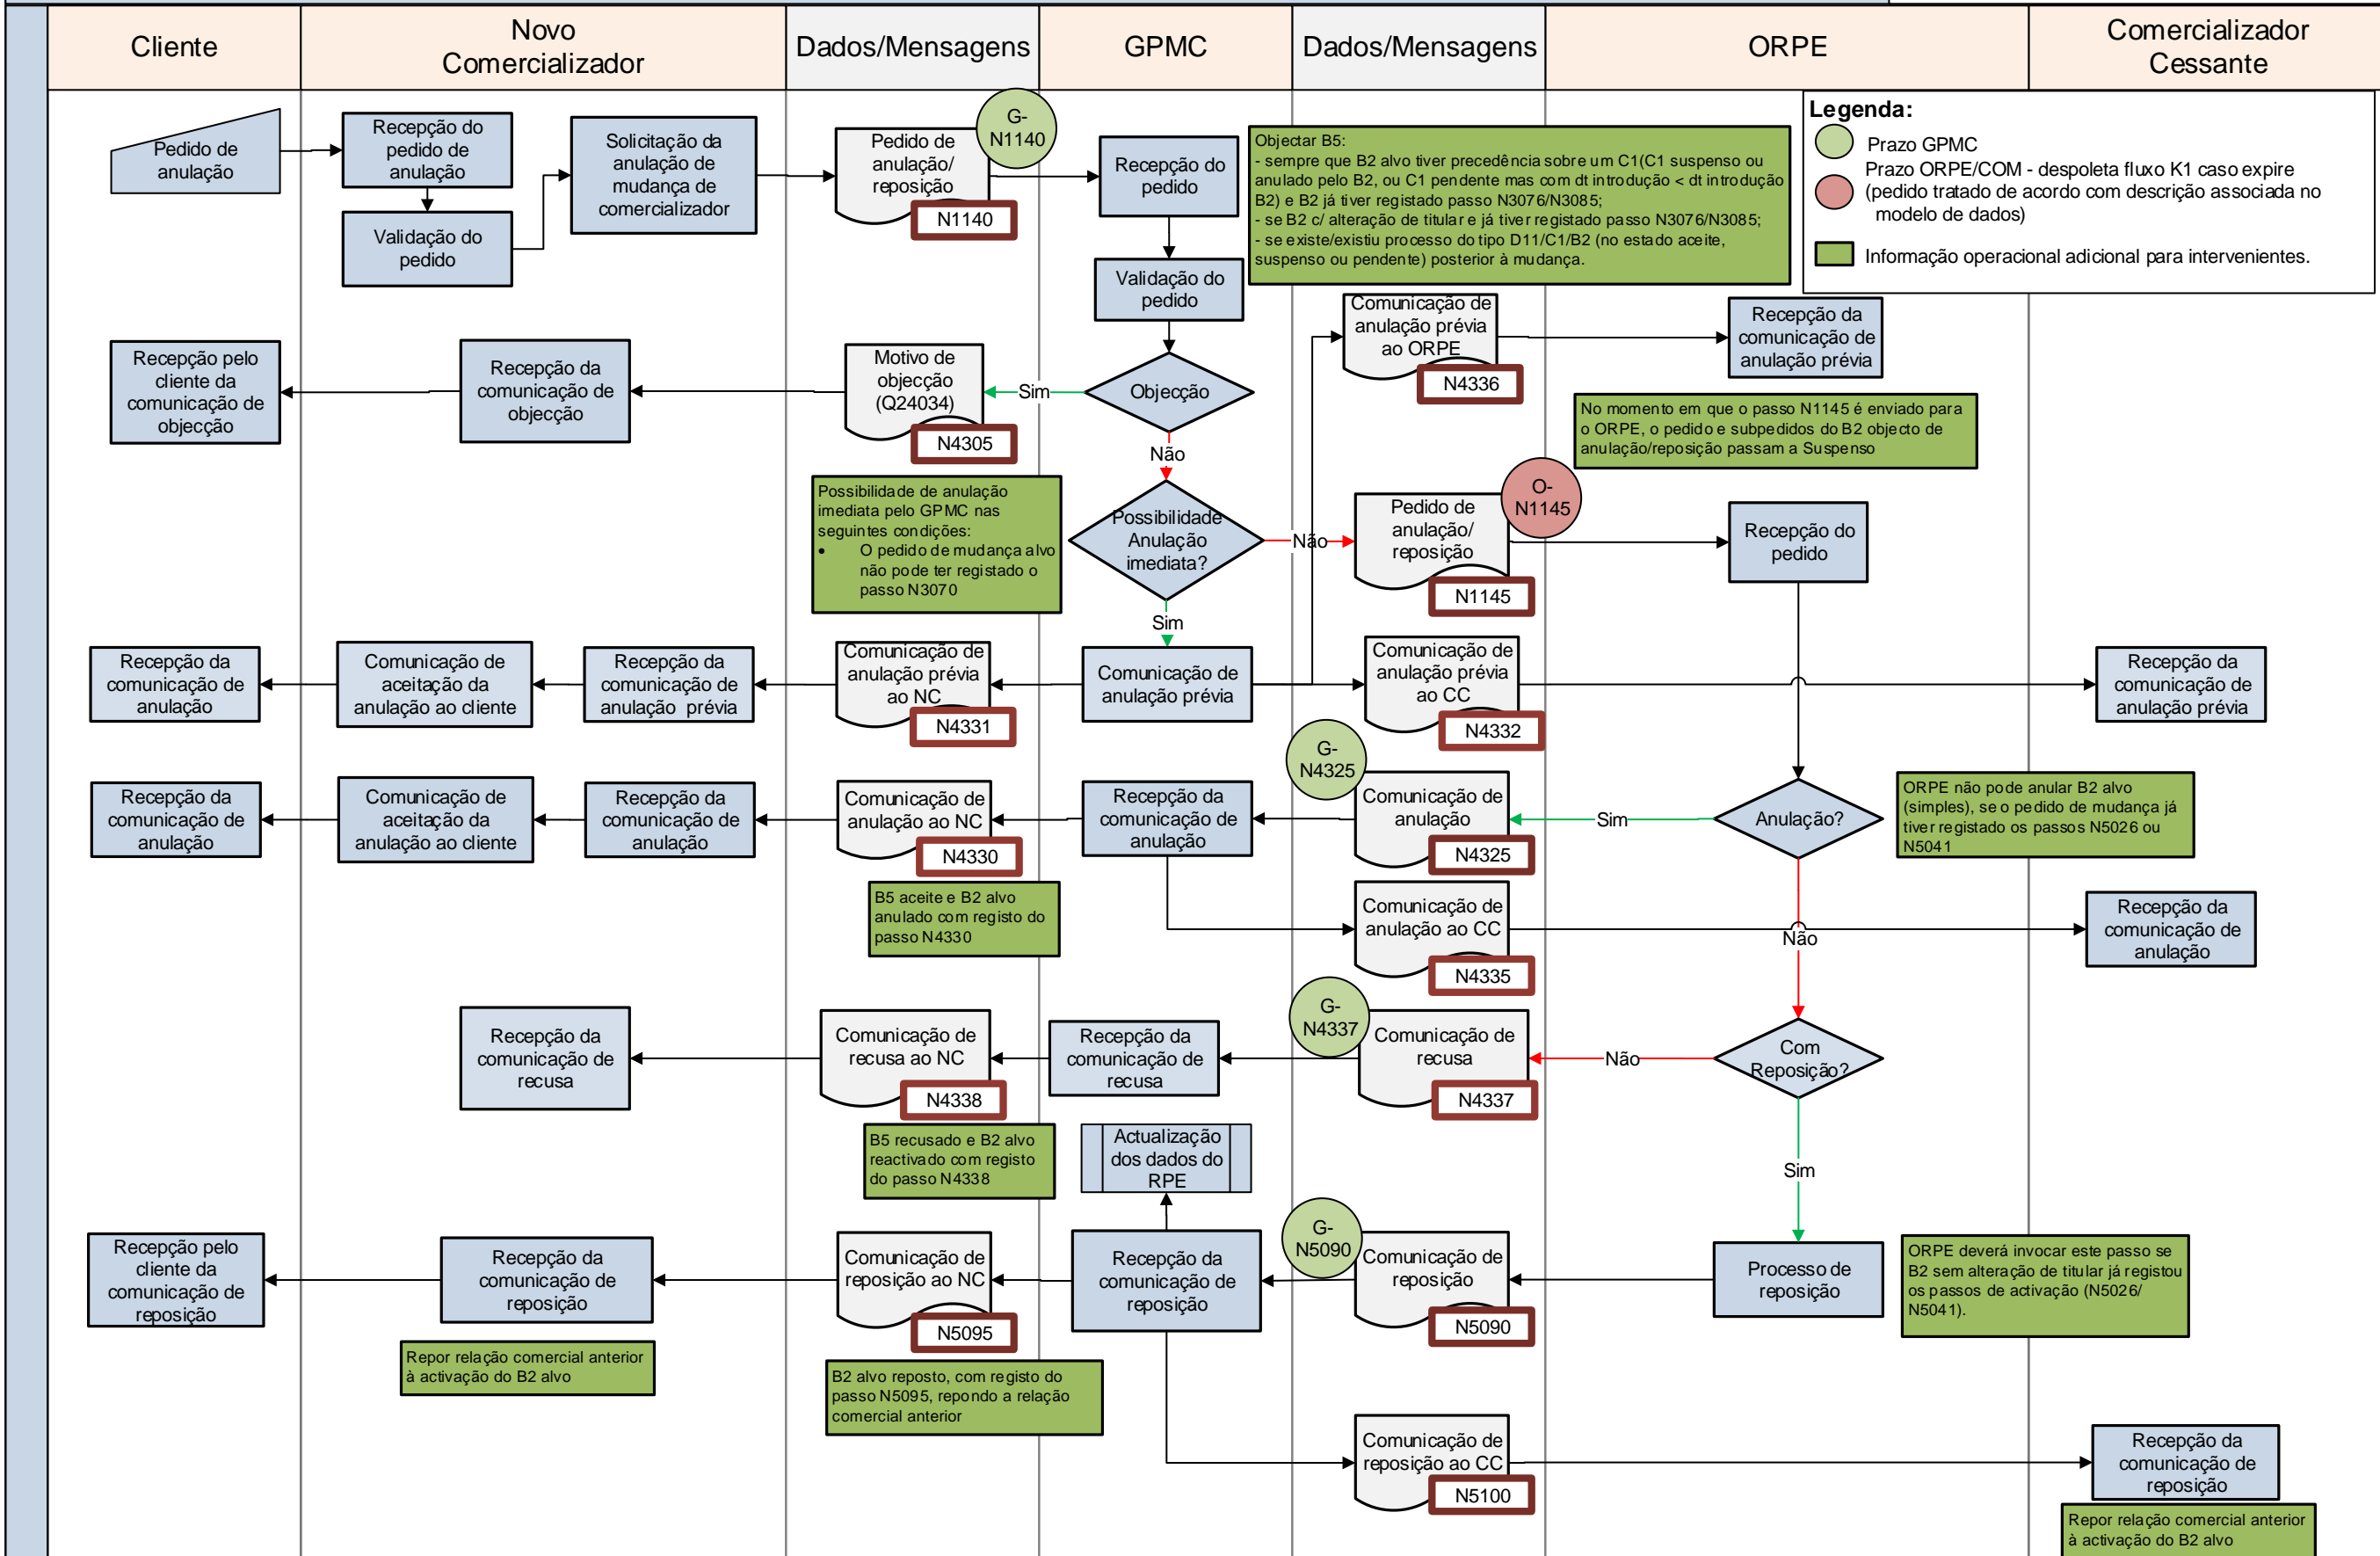 Cliente
Novo
Comercializador
Dados/Mensagens
GPMC
Dados/Mensagens
ORPE
Comercializador
Cessante
Pedido de
anulação
Recepção do
pedido de
anulação
Validação do
pedido
Solicitação da
anulação de
mudança de
comercializador
Pedido de
anulação/
reposição
G-
N1140
N1140
Recepção do
pedido
Validação do
pedido
Objectar B5:
- sempre que B2 alvo tiver precedência sobre um C1(C1 suspenso ou
anulado pelo B2, ou C1 pendente mas com dt introdução < dt introdução
B2) e B2 já tiver registado passo N3076/N3085;
- se B2 c/ alteração de titular e já tiver registado passo N3076/N3085;
- se existe/existiu processo do tipo D11/C1/B2 (no estado aceite,
suspenso ou pendente) posterior à mudança.
Legenda:
Prazo GPMC
Prazo ORPE/COM - despoleta fluxo K1 caso expire
(pedido tratado de acordo com descrição associada no
modelo de dados)
Informação operacional adicional para intervenientes.
Recepção pelo
cliente da
comunicação de
objecção
Recepção da
comunicação de
objecção
Motivo de
objecção
(Q24034)
N4305
Sim
Objecção
Não
Comunicação de
anulação prévia
ao ORPE
N4336
Recepção da
comunicação de
anulação prévia
No momento em que o passo N1145 é enviado para
o ORPE, o pedido e subpedidos do B2 objecto de
anulação/reposição passam a Suspenso
Possibilidade de anulação
imediata pelo GPMC nas
seguintes condições:
• O pedido de mudança alvo
não pode ter registado o
passo N3070
Possibilidade
Anulação
imediata?
Não
Sim
Pedido de
anulação/
reposição
O-
N1145
N1145
Recepção do
pedido
Recepção da
comunicação de
anulação
Comunicação de
aceitação da
anulação ao cliente
Recepção da
comunicação de
anulação prévia
Comunicação de
anulação prévia
ao NC
N4331
Comunicação de
anulação prévia
Comunicação de
anulação prévia
ao CC
N4332
Recepção da
comunicação de
anulação prévia
Recepção da
comunicação de
anulação
Comunicação de
aceitação da
anulação ao cliente
Recepção da
comunicação de
anulação
Comunicação de
anulação ao NC
N4330
Recepção da
comunicação de
anulação
G-
N4325
Comunicação de
anulação
N4325
Sim
Anulação?
ORPE não pode anular B2 alvo
(simples), se o pedido de mudança já
tiver registado os passos N5026 ou
N5041
B5 aceite e B2 alvo
anulado com registo do
passo N4330
Comunicação de
anulação ao CC
N4335
Não
Recepção da
comunicação de
anulação
Recepção da
comunicação de
recusa
Comunicação de
recusa ao NC
N4338
Recepção da
comunicação de
recusa
G-
N4337
Comunicação de
recusa
N4337
Não
Com
Reposição?
B5 recusado e B2 alvo
reactivado com registo
do passo N4338
Actualização
dos dados do
RPE
Sim
Recepção pelo
cliente da
comunicação de
reposição
Recepção da
comunicação de
reposição
Comunicação de
reposição ao NC
N5095
Recepção da
comunicação de
reposição
G-
N5090
Comunicação de
reposição
N5090
Processo de
reposição
ORPE deverá invocar este passo se
B2 sem alteração de titular já registou
os passos de activação (N5026/
N5041).
Repor relação comercial anterior
à activação do B2 alvo
B2 alvo reposto, com registo do
passo N5095, repondo a relação
comercial anterior
Comunicação de
reposição ao CC
N5100
Recepção da
comunicação de
reposição
Repor relação comercial anterior
à activação do B2 alvo